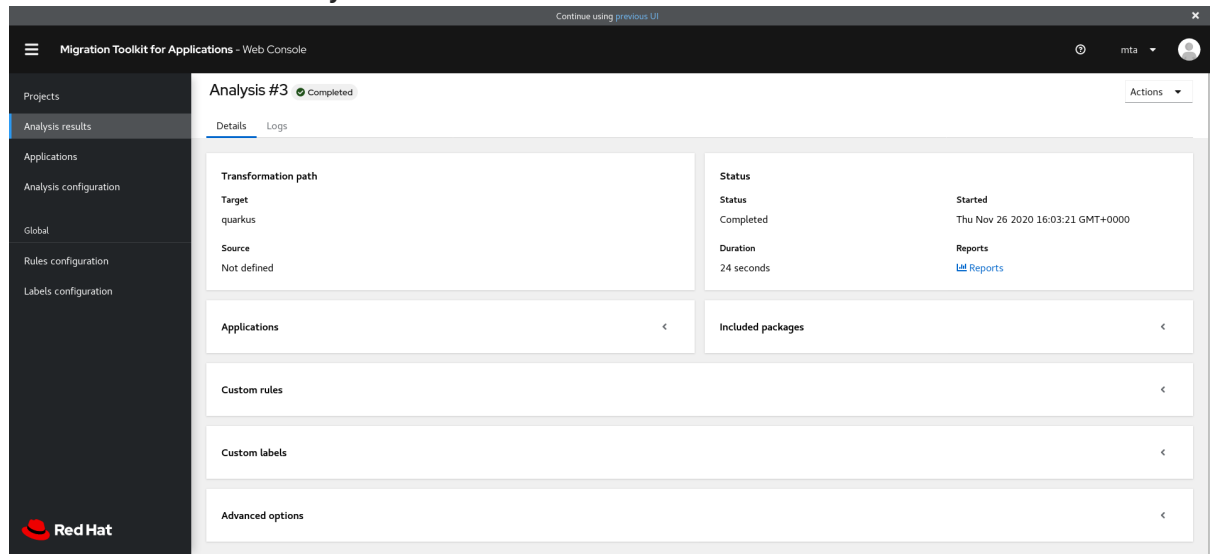 Continue using previous UI
Migration Toolkit for Applications - Web Console
mta
Projects
Analysis results
Applications
Analysis configuration
Global
Rules configuration
Labels configuration
Red Hat
Analysis #3 Completed
Actions
Details Logs
Transformation path
Target
quarkus
Source
Not defined
Status
Status Started
Completed Thu Nov 26 2020 16:03:21 GMT+0000
Duration Reports
24 seconds Reports
Applications
Included packages
Custom rules
Custom labels
Advanced options